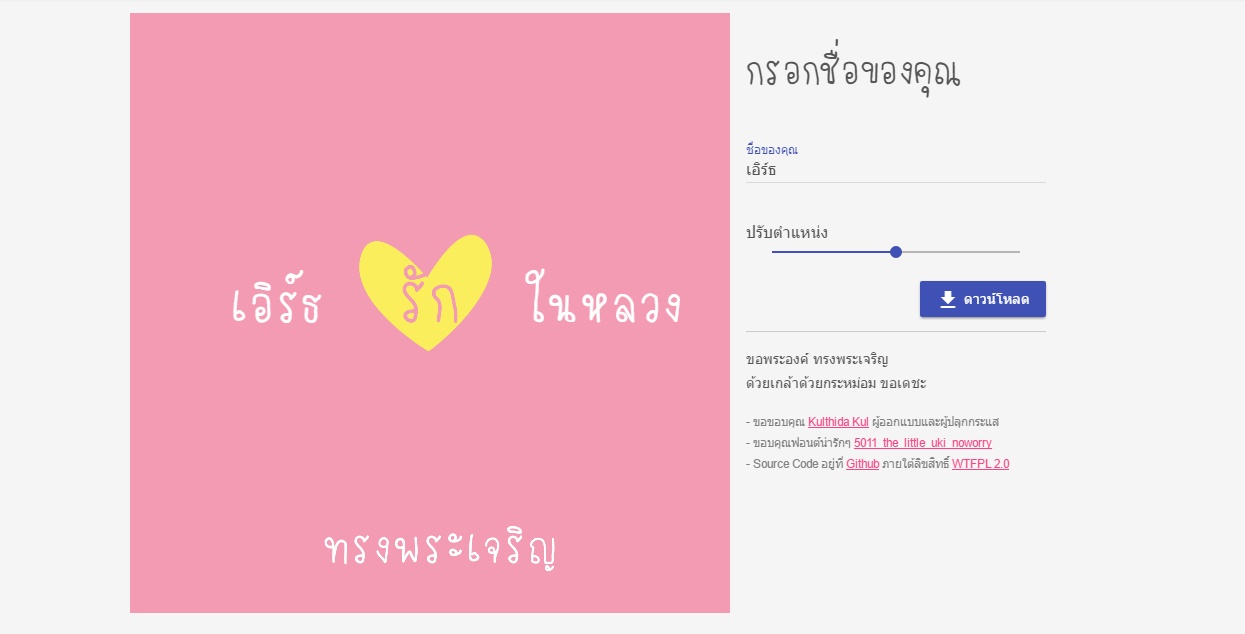 เอิร์ธ รัก ในหลวง
ทรงพระเจริญ
กรอกชื่อของคุณ
ชื่อของคุณ
เอิร์ธ
ปรับตำแหน่ง
ดาวน์โหลด
ขอพระองค์ ทรงพระเจริญ
ด้วยเกล้าด้วยกระหม่อม ขอเดชะ
- ขอขอบคุณ Kulthida Kul ผู้ออกแบบและผู้ปลุกกระแส
- ขอบคุณฟอนต์น่ารักๆ 5011_the_little_uki_noworry
- Source Code อยู่ที่ Github ภายใต้ลิขสิทธิ์ WTFPL 2.0